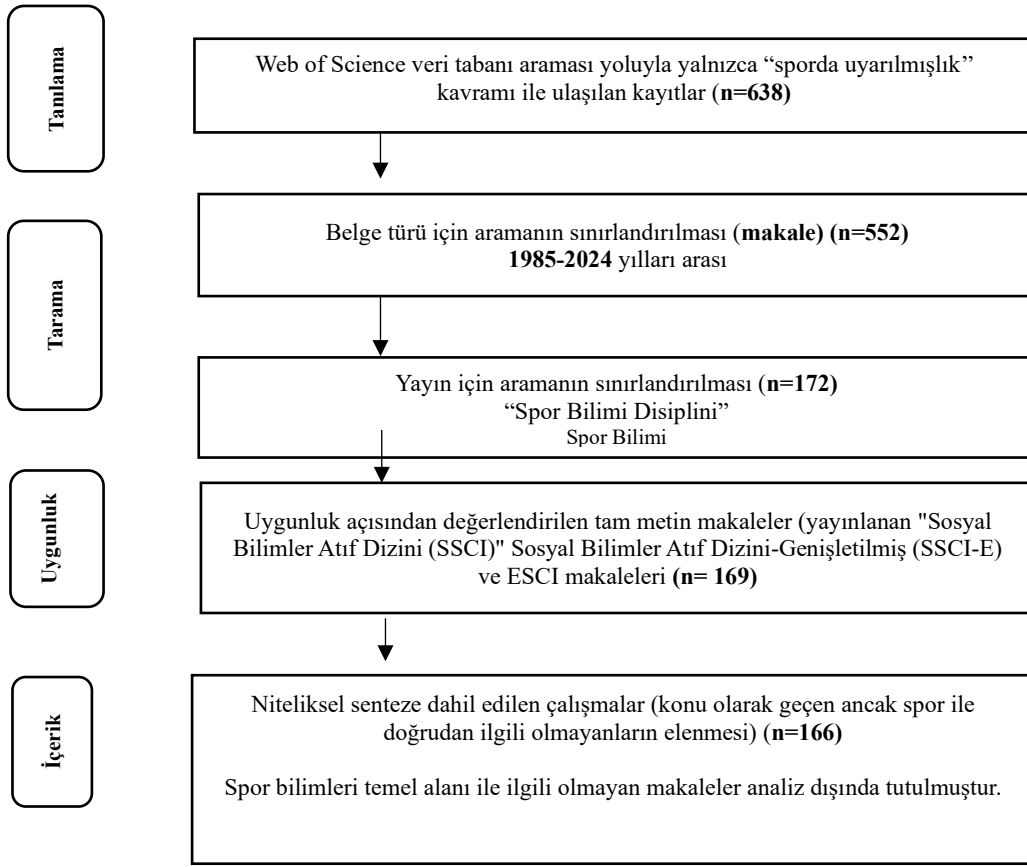 Tanılama
Web of Science veri tabanı araması yoluyla yalnızca “sporda uyarılmışlık’’
kavramı ile ulaşılan kayıtlar (n=638)
Tarama
Belge türü için aramanın sınırlandırılması (makale) (n=552)
1985-2024 yılları arası
Yayın için aramanın sınırlandırılması (n=172)
“Spor Bilimi Disiplini”
Spor Bilimi
Uygunluk
Uygunluk açısından değerlendirilen tam metin makaleler (yayınlanan "Sosyal
Bilimler Atıf Dizini (SSCI)" Sosyal Bilimler Atıf Dizini-Genişletilmiş (SSCI-E)
ve ESCI makaleleri (n= 169)
İçerik
Niteliksel senteze dahil edilen çalışmalar (konu olarak geçen ancak spor ile
doğrudan ilgili olmayanların elenmesi) (n=166)
Spor bilimleri temel alanı ile ilgili olmayan makaleler analiz dışında tutulmuştur.